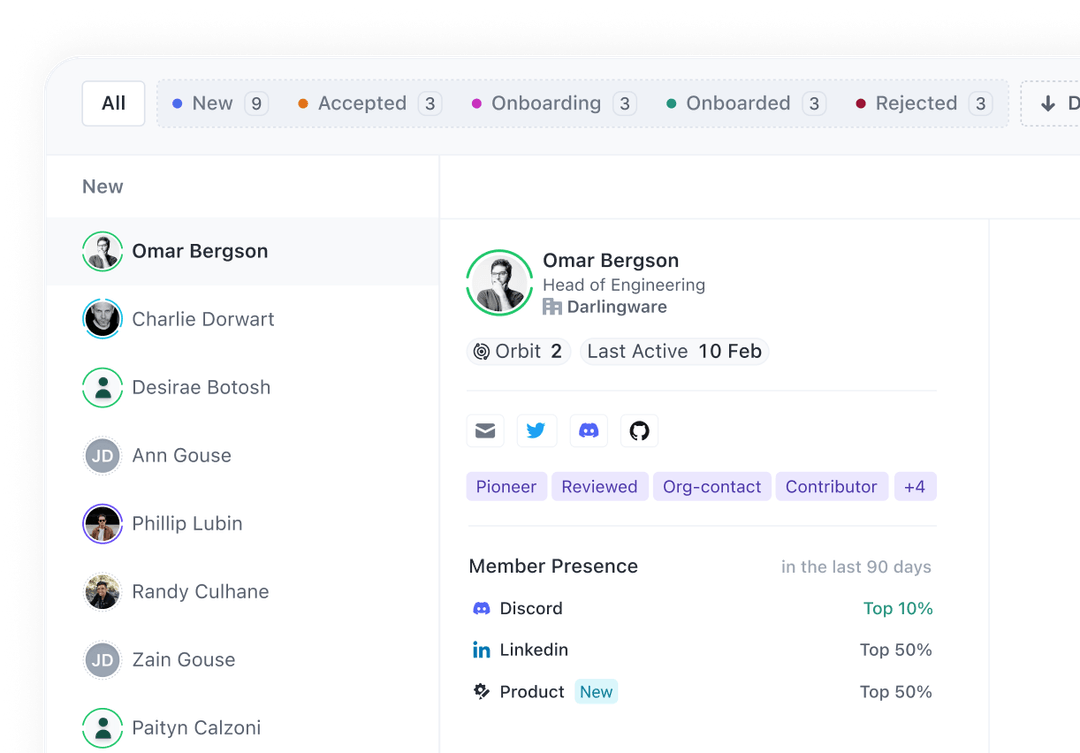 All New 9 Accepted 3 Onboarding 3 Onboarded 3 Rejected 3 D
New
Omar Bergson
Charlie Dorwart
Desirae Botosh
JD Ann Gouse
Phillip Lubin
Randy Culhane
JD Zain Gouse
Paityn Calzoni
Omar Bergson
Head of Engineering
Darlingware
Orbit 2 Last Active 10 Feb
Pioneer Reviewed Org-contact Contributor +4
Member Presence in the last 90 days
Discord Top 10%
in Linkedin Top 50%
Product New Top 50%